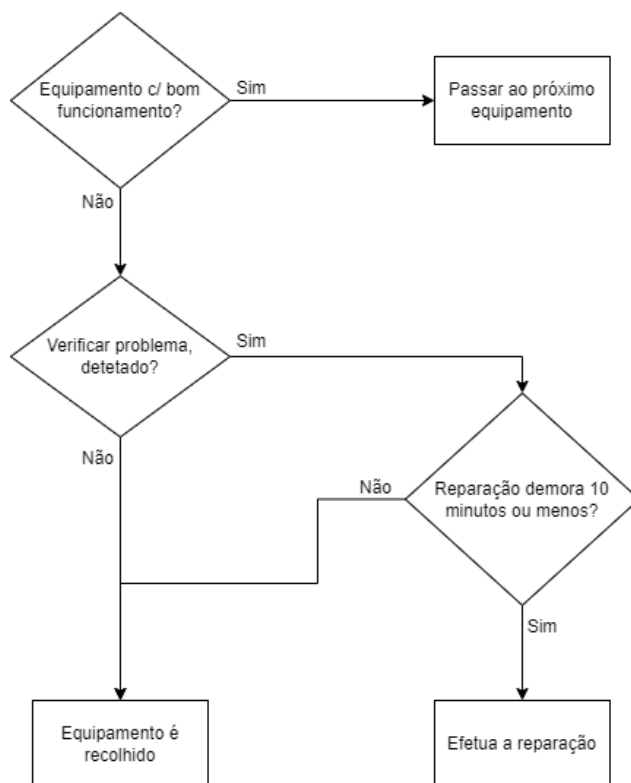 Equipamento c/ bom
funcionamento?
Sim
Passar ao próximo
equipamento
Não
Verificar problema,
detetado?
Sim
Não
Não
Reparação demora 10
minutos ou menos?
Sim
Equipamento é
recolhido
Efetua a reparação